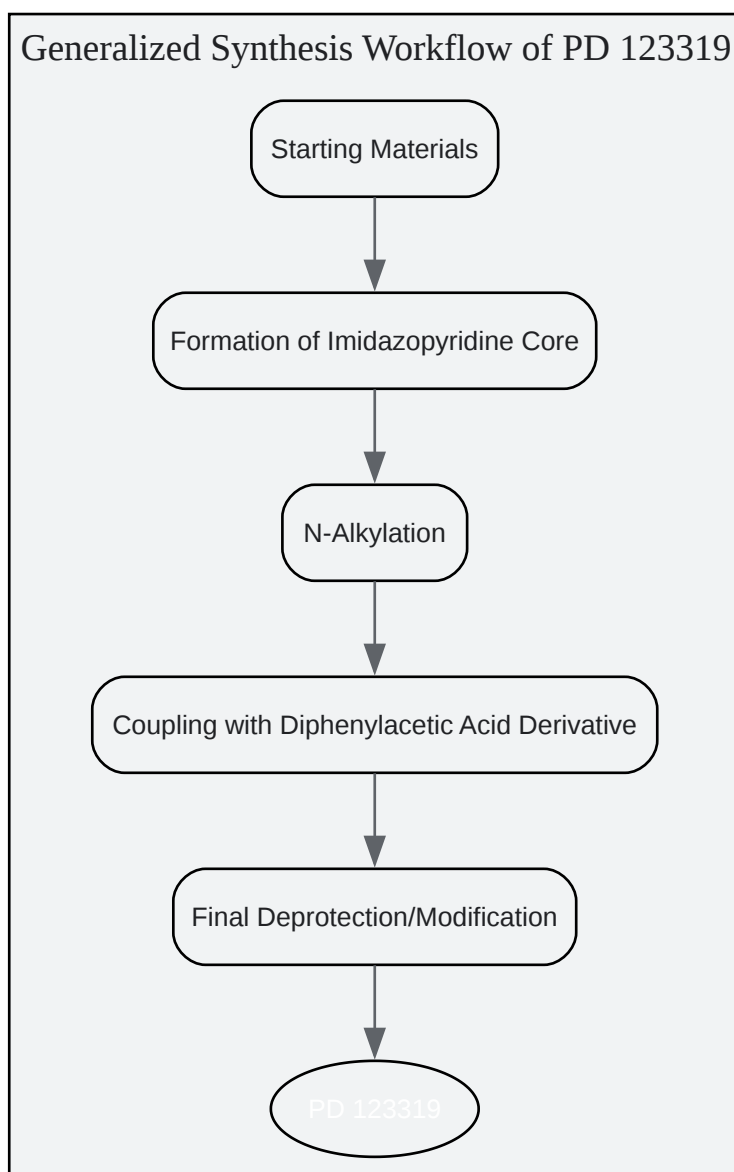 Generalized Synthesis Workflow of PD 123319
Starting Materials
Formation of Imidazopyridine Core
N-Alkylation
Coupling with Diphenylacetic Acid Derivative
Final Deprotection/Modification
PD 123319